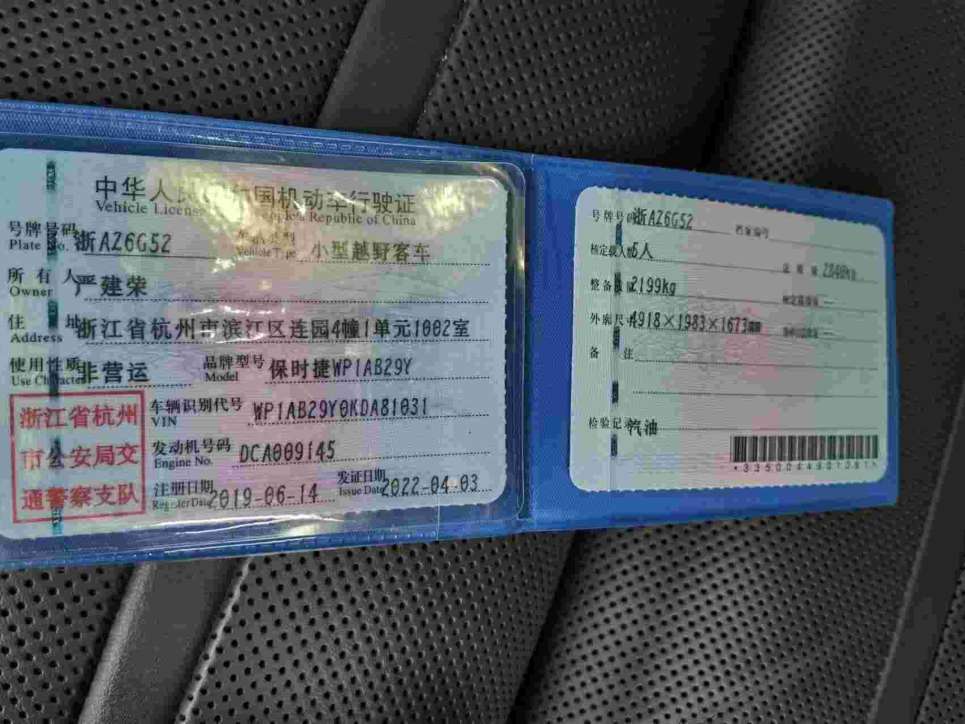 中华人民共和国机动车行驶证
Vehicle License of the People's Republic of China
号牌号码 浙AZ6G52 车辆类型 小型越野客车
Plate No. Vehicle Type
所有人 严建荣
Owner
住址 浙江省杭州市滨江区连园4幢1单元1002室
Address
使用性质 非营运 品牌型号 保时捷WP1AB29Y
Use Character Model
浙江省杭州
市公安局交
通警察支队
车辆识别代号 WP1AB29Y0KDA81031
VIN
发动机号码 DCA009145
Engine No.
注册日期 2019-06-14 发证日期 2022-04-03
Register Date Issue Date
号牌号码 浙AZ6G52 档案编号
核定载人数 5人 总质量 2840kg
整备质量 2199kg 核定载质量 --
外廓尺寸 4918×1983×1673mm
备注
检验记录 汽油